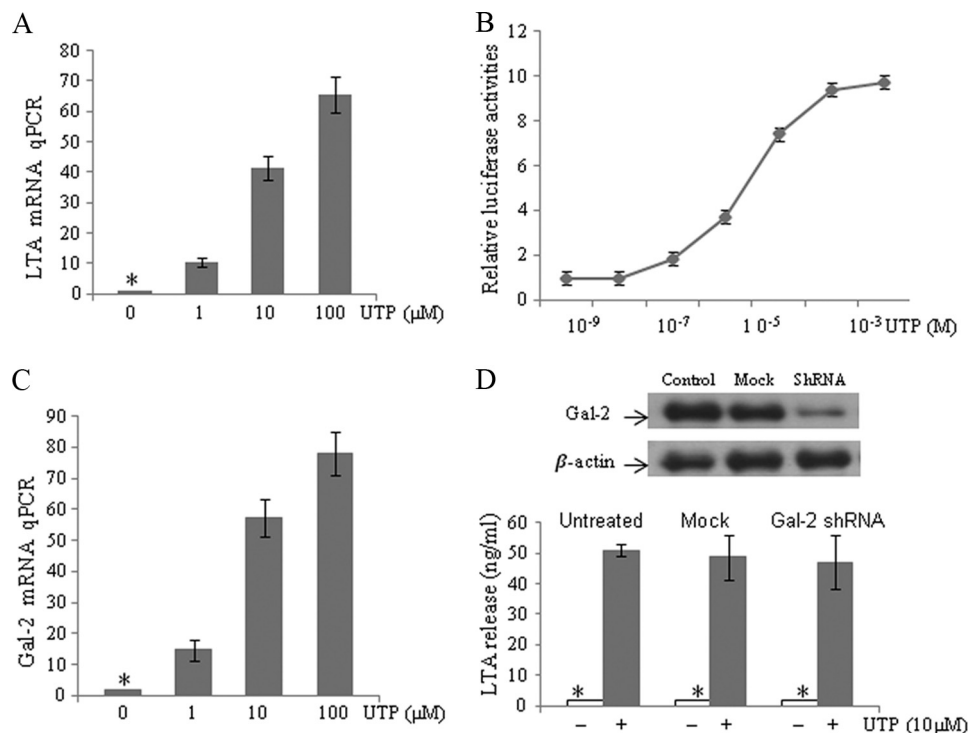 A
LTA mRNA qPCR
80
70
60
50
40
30
20
10
0
*
0 1 10 100 UTP (µM)
B
Relative luciferase activities
12
10
8
6
4
2
0
10-9 10-7 1 0-5 10-3 UTP (M)
C
Gal-2 mRNA qPCR
90
80
70
60
50
40
30
20
10
0
*
0 1 10 100 UTP (µM)
D
Control Mock ShRNA
Gal-2
β-actin
LTA release (ng/ml)
60
50
40
30
20
10
0
Untreated Mock Gal-2 shRNA
* * *
− + − + − + UTP (10µM)